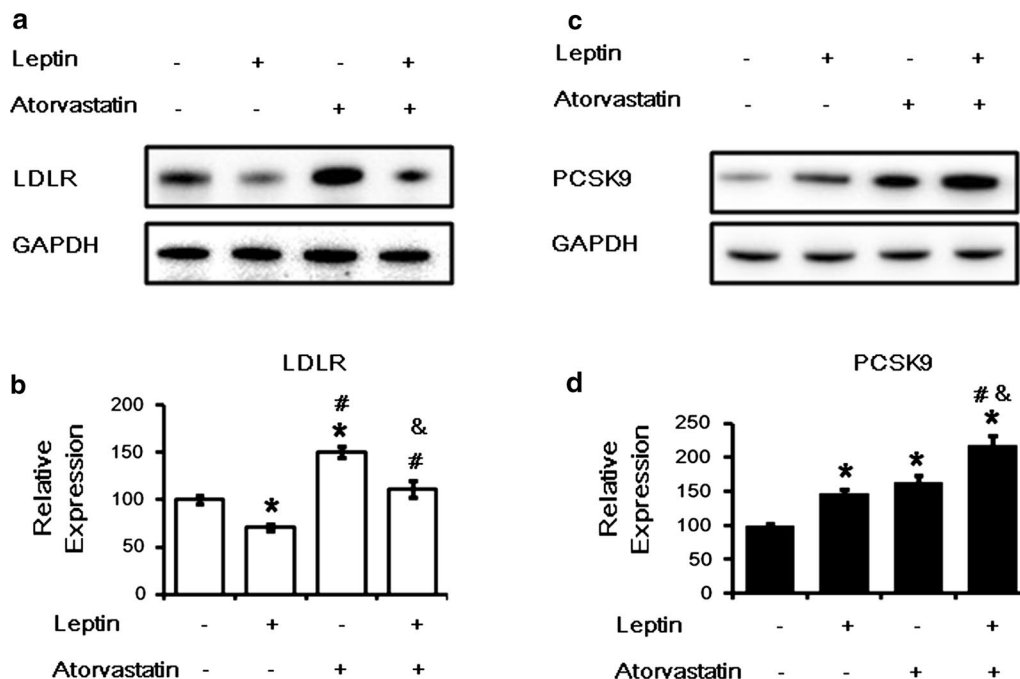 a
Leptin - + - +
Atorvastatin - - + +
LDLR
GAPDH
b
LDLR
Relative
Expression
200
150
100
50
0
*
#
*
&
#
Leptin - + - +
Atorvastatin - - + +
c
Leptin - + - +
Atorvastatin - - + +
PCSK9
GAPDH
d
PCSK9
Relative
Expression
250
200
150
100
50
0
*
*
# &
*
Leptin - + - +
Atorvastatin - - + +